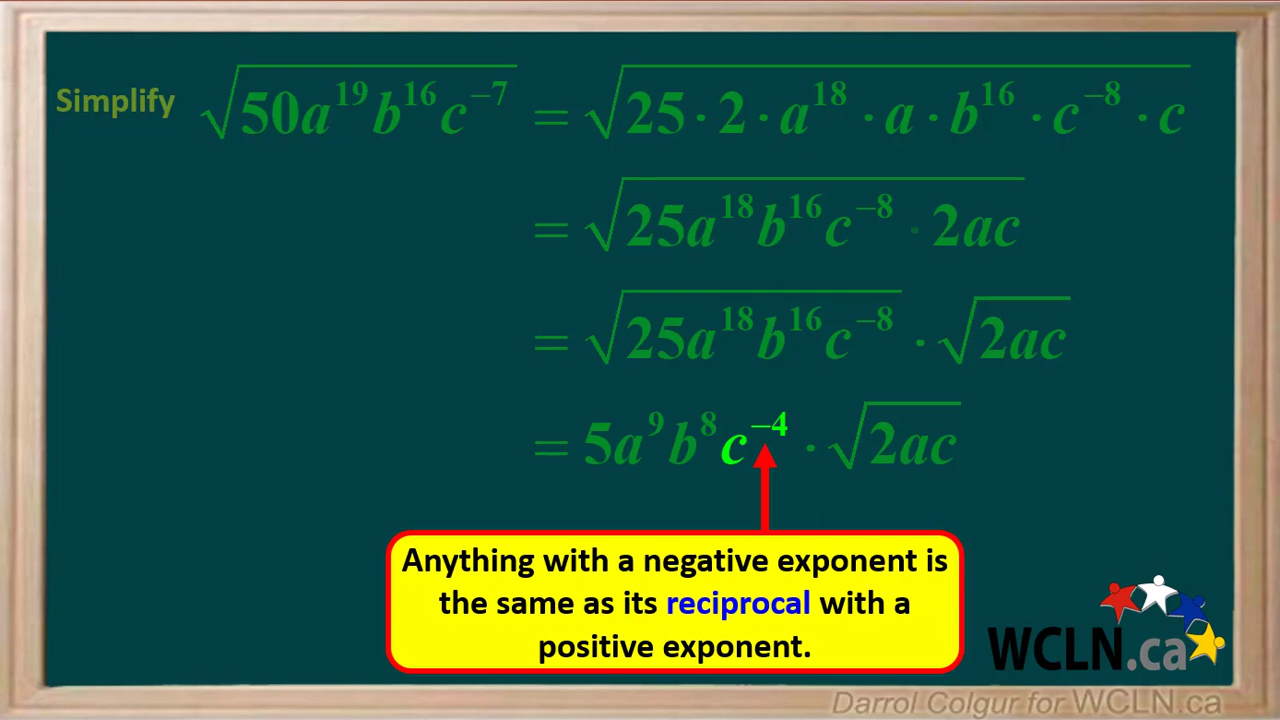 Simplify √(50a¹⁹b¹⁶c⁻⁷) = √(25 · 2 · a¹⁸ · a · b¹⁶ · c⁻⁸ · c)
= √(25a¹⁸b¹⁶c⁻⁸ · 2ac)
= √(25a¹⁸b¹⁶c⁻⁸) · √(2ac)
= 5a⁹b⁸c⁻⁴ · √(2ac)
Anything with a negative exponent is
the same as its reciprocal with a
positive exponent.
WCLN.ca
Darrol Colgur for WCLN.ca